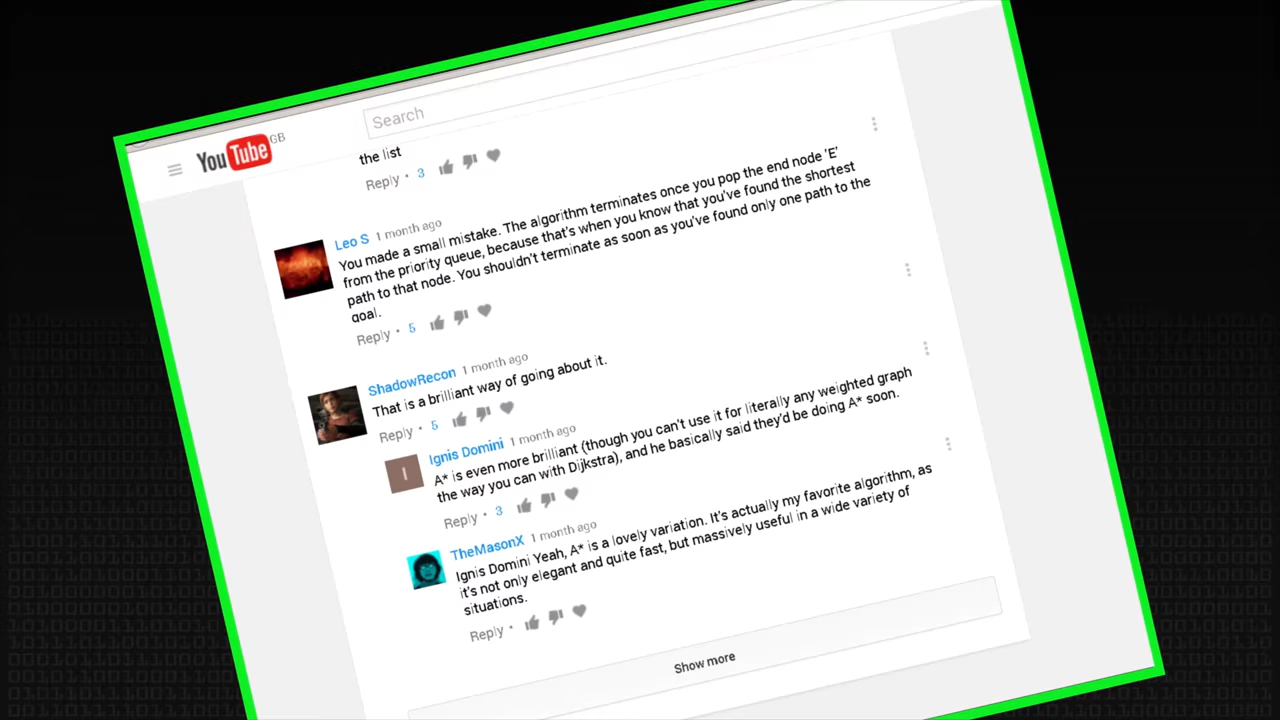 YouTube GB
Search
the list
Reply • 3
Leo S 1 month ago
You made a small mistake. The algorithm terminates once you pop the end node 'E'
from the priority queue, because that's when you know that you've found the shortest
path to that node. You shouldn't terminate as soon as you've found only one path to the
goal.
Reply • 5
ShadowRecon 1 month ago
That is a brilliant way of going about it.
Reply • 5
I
Ignis Domini 1 month ago
A* is even more brilliant (though you can't use it for literally any weighted graph
the way you can with Dijkstra), and he basically said they'd be doing A* soon.
Reply • 3
TheMasonX 1 month ago
Ignis Domini Yeah, A* is a lovely variation. It's actually my favorite algorithm, as
it's not only elegant and quite fast, but massively useful in a wide variety of
situations.
Reply •
Show more